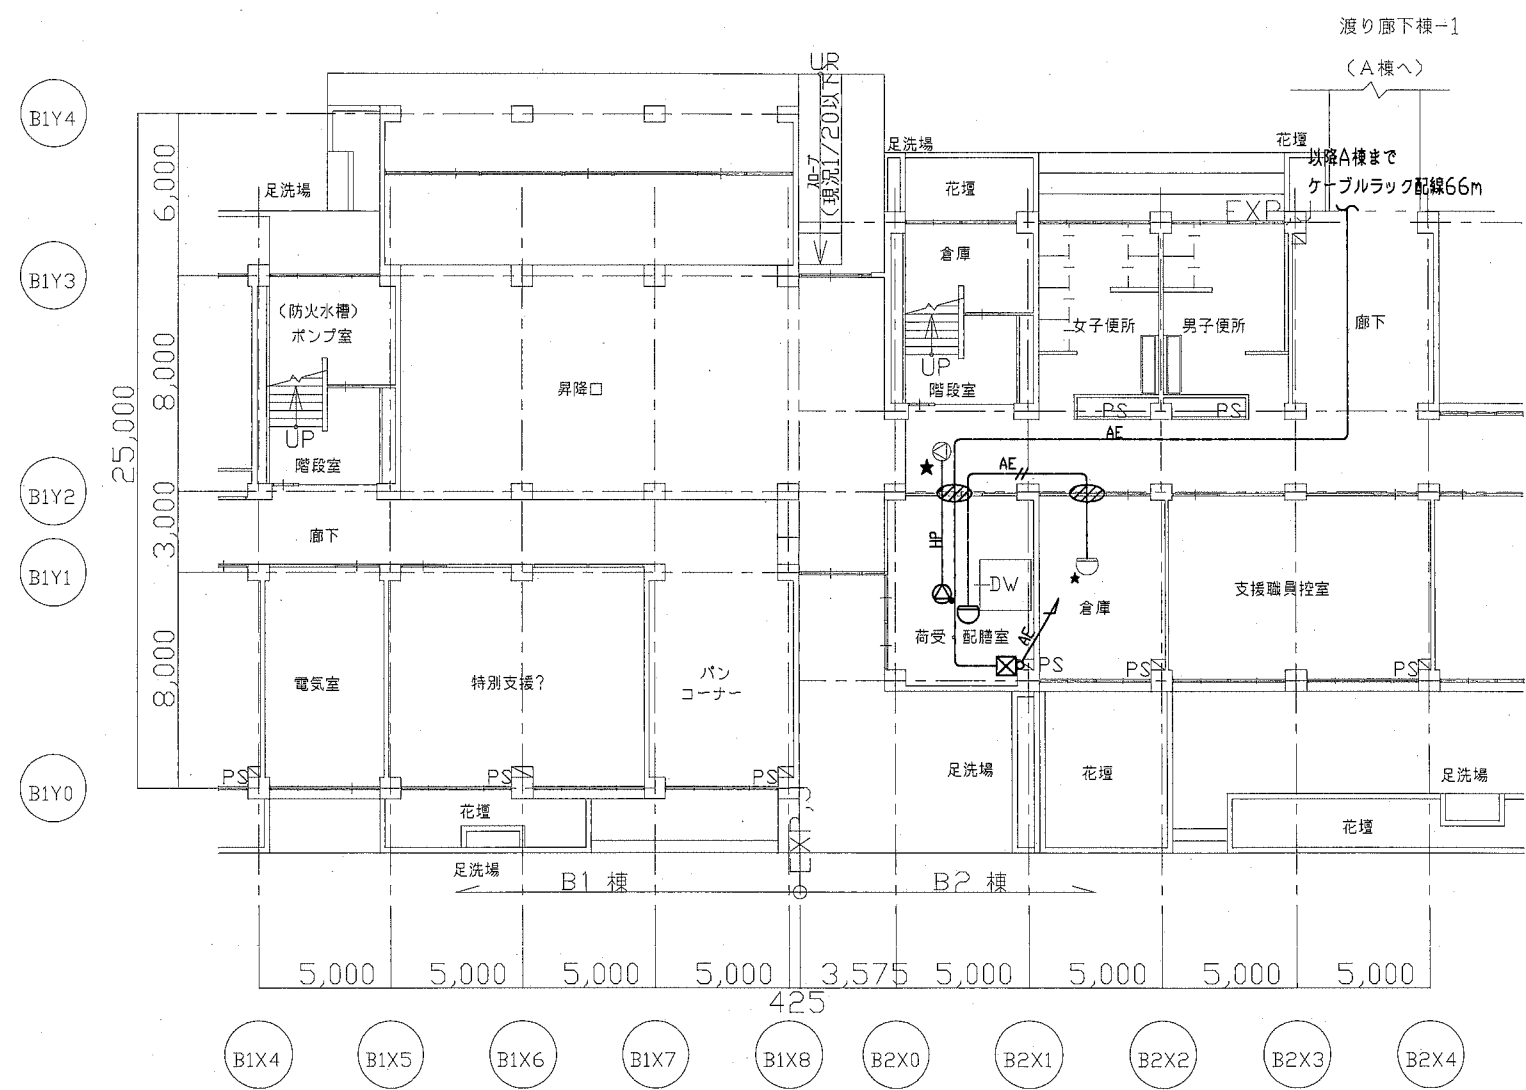 渡り廊下棟-1
(A棟へ)
B1Y4
B1Y3
B1Y2
B1Y1
B1Y0
6,000
8,000
3,000
8,000
25,000
足洗場
UP
スロープ
(現況1/20以下)
足洗場
花壇
花壇
以降A棟まで
ケーブルラック配線66m
EXP.J
倉庫
(防火水槽)
ポンプ室
女子便所
男子便所
廊下
昇降口
UP
階段室
UP
階段室
PS
PS
AE
AE
★
HP
廊下
DW
★
倉庫
支援職員控室
荷受・配膳室
AE
PS
PS
PS
電気室
特別支援?
パン
コーナー
PS
PS
PS
足洗場
花壇
足洗場
花壇
花壇
足洗場
B1 棟
B2 棟
5,000
5,000
5,000
5,000
3,575
5,000
5,000
5,000
5,000
425
B1X4
B1X5
B1X6
B1X7
B1X8
B2X0
B2X1
B2X2
B2X3
B2X4